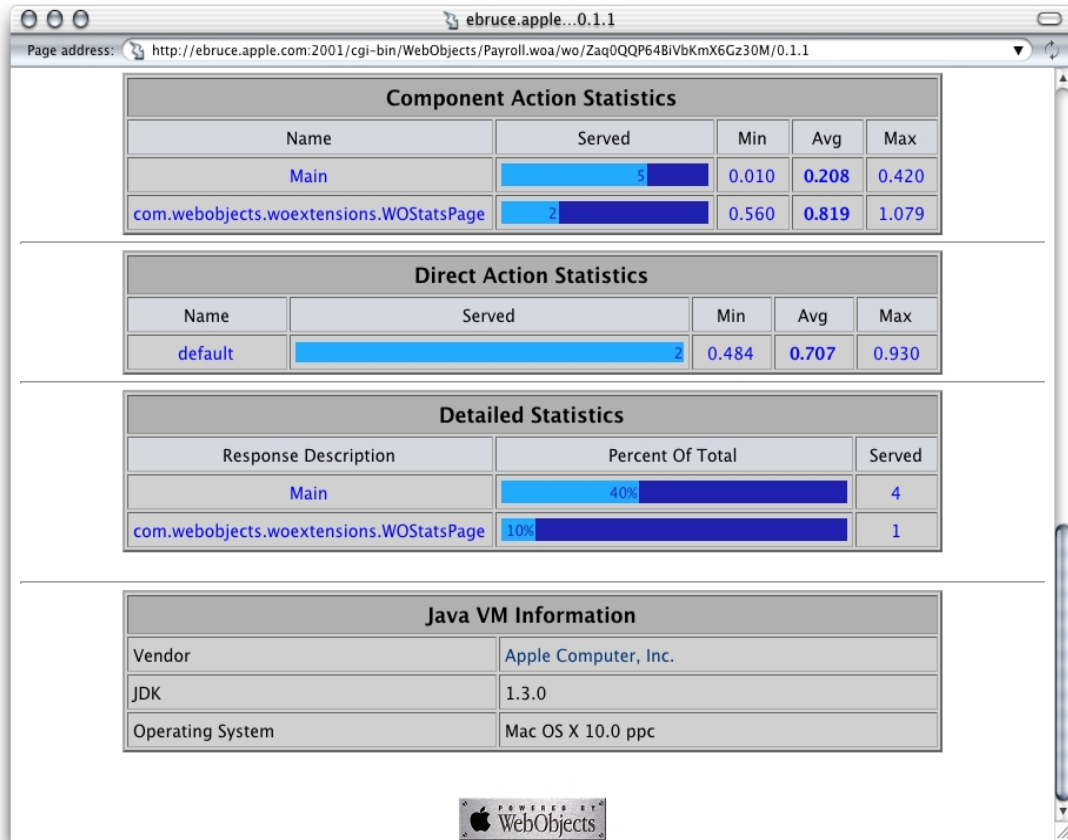 ebruce.apple...0.1.1
Page address: http://ebruce.apple.com:2001/cgi-bin/WebObjects/Payroll.woa/wo/Zaq0QQP64BiVbKmX6Gz30M/0.1.1
Component Action Statistics
Name Served Min Avg Max
Main 5 0.010 0.208 0.420
com.webobjects.woextensions.WOStatsPage 2 0.560 0.819 1.079
Direct Action Statistics
Name Served Min Avg Max
default 2 0.484 0.707 0.930
Detailed Statistics
Response Description Percent Of Total Served
Main 40% 4
com.webobjects.woextensions.WOStatsPage 10% 1
Java VM Information
Vendor Apple Computer, Inc.
JDK 1.3.0
Operating System Mac OS X 10.0 ppc
POWERED BY
WebObjects